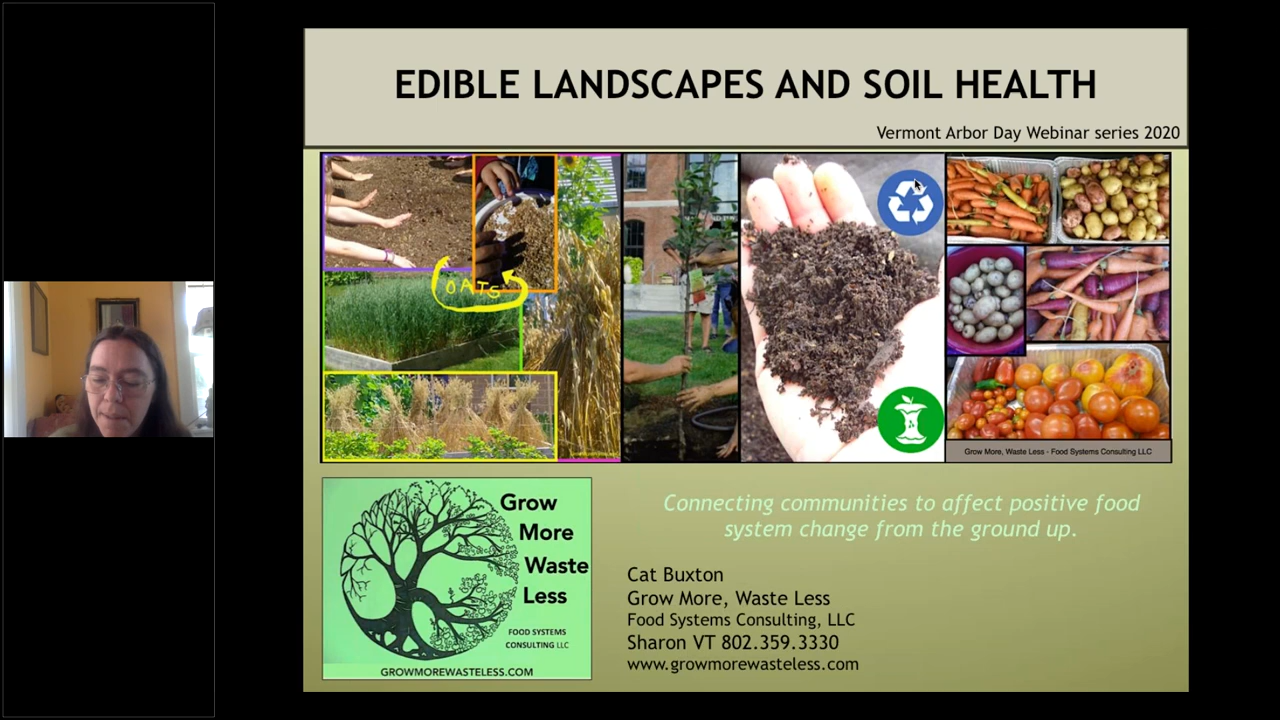 EDIBLE LANDSCAPES AND SOIL HEALTH
Vermont Arbor Day Webinar series 2020
OATS
Grow More, Waste Less - Food Systems Consulting LLC
Grow
More
Waste
Less
FOOD SYSTEMS
CONSULTING LLC
GROWMOREWASTELESS.COM
Connecting communities to affect positive food
system change from the ground up.
Cat Buxton
Grow More, Waste Less
Food Systems Consulting, LLC
Sharon VT 802.359.3330
www.growmorewasteless.com